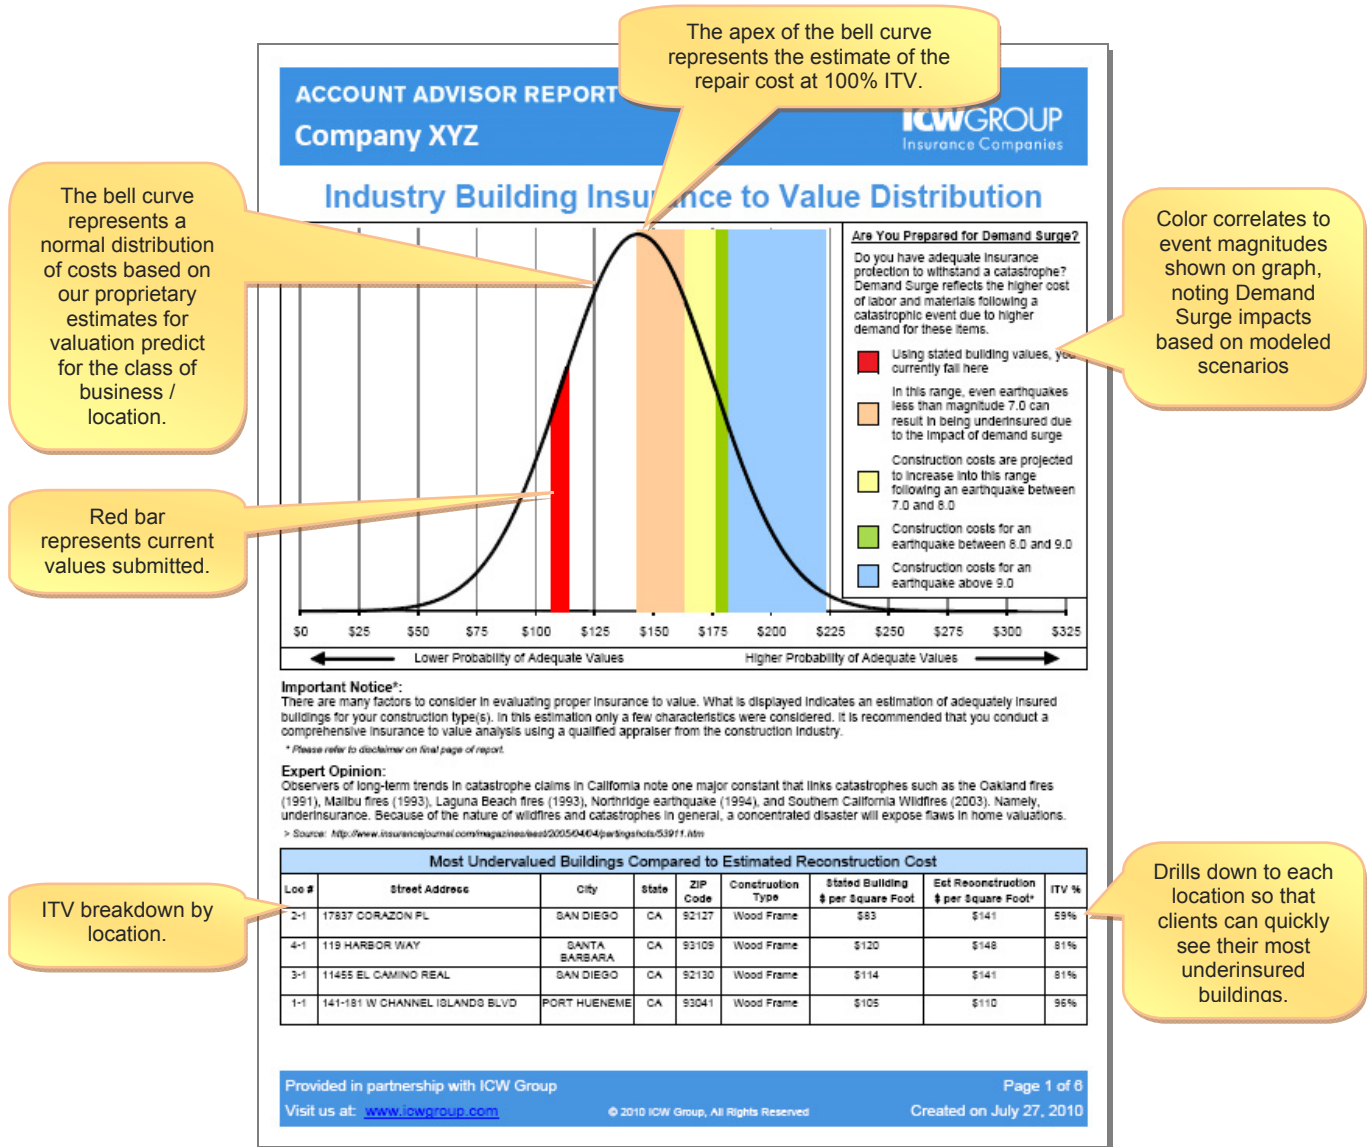 The apex of the bell curve
represents the estimate of the
repair cost at 100% ITV.
ACCOUNT ADVISOR REPORT
Company XYZ
ICWGROUP
Insurance Companies
The bell curve
represents a
normal distribution
of costs based on
our proprietary
estimates for
valuation predict
for the class of
business /
location.
Industry Building Insurance to Value Distribution
Color correlates to
event magnitudes
shown on graph,
noting Demand
Surge impacts
based on modeled
scenarios
Are You Prepared for Demand Surge?
Do you have adequate insurance
protection to withstand a catastrophe?
Demand Surge reflects the higher cost
of labor and materials following a
catastrophic event due to higher
demand for these items.
Using stated building values, you
currently fall here
In this range, even earthquakes
less than magnitude 7.0 can
result in being underinsured due
to the impact of demand surge
Construction costs are projected
to increase into this range
following an earthquake between
7.0 and 8.0
Construction costs for an
earthquake between 8.0 and 9.0
Construction costs for an
earthquake above 9.0
Red bar
represents current
values submitted.
$0 $25 $50 $75 $100 $125 $150 $175 $200 $225 $250 $275 $300 $325
Lower Probability of Adequate Values Higher Probability of Adequate Values
Important Notice*:
There are many factors to consider in evaluating proper insurance to value. What is displayed indicates an estimation of adequately insured
buildings for your construction type(s). In this estimation only a few characteristics were considered. It is recommended that you conduct a
comprehensive insurance to value analysis using a qualified appraiser from the construction industry.
* Please refer to disclaimer on final page of report.
Expert Opinion:
Observers of long-term trends in catastrophe claims in California note one major constant that links catastrophes such as the Oakland fires
(1991), Malibu fires (1993), Laguna Beach fires (1993), Northridge earthquake (1994), and Southern California Wildfires (2003). Namely,
underinsurance. Because of the nature of wildfires and catastrophes in general, a concentrated disaster will expose flaws in home valuations.
> Source: http://www.insurancejournal.com/magazines/east/2005/04/04/partingshots/53911.htm
Most Undervalued Buildings Compared to Estimated Reconstruction Cost
Loc # Street Address City State ZIP Code Construction Type Stated Building $ per Square Foot Est Reconstruction $ per Square Foot* ITV %
2-1 17837 CORAZON PL SAN DIEGO CA 92127 Wood Frame $83 $141 59%
4-1 119 HARBOR WAY SANTA BARBARA CA 93109 Wood Frame $120 $148 81%
3-1 11455 EL CAMINO REAL SAN DIEGO CA 92130 Wood Frame $114 $141 81%
1-1 141-181 W CHANNEL ISLANDS BLVD PORT HUENEME CA 93041 Wood Frame $105 $110 96%
ITV breakdown by
location.
Drills down to each
location so that
clients can quickly
see their most
underinsured
buildings.
Provided in partnership with ICW Group Page 1 of 6
Visit us at: www.icwgroup.com © 2010 ICW Group, All Rights Reserved Created on July 27, 2010